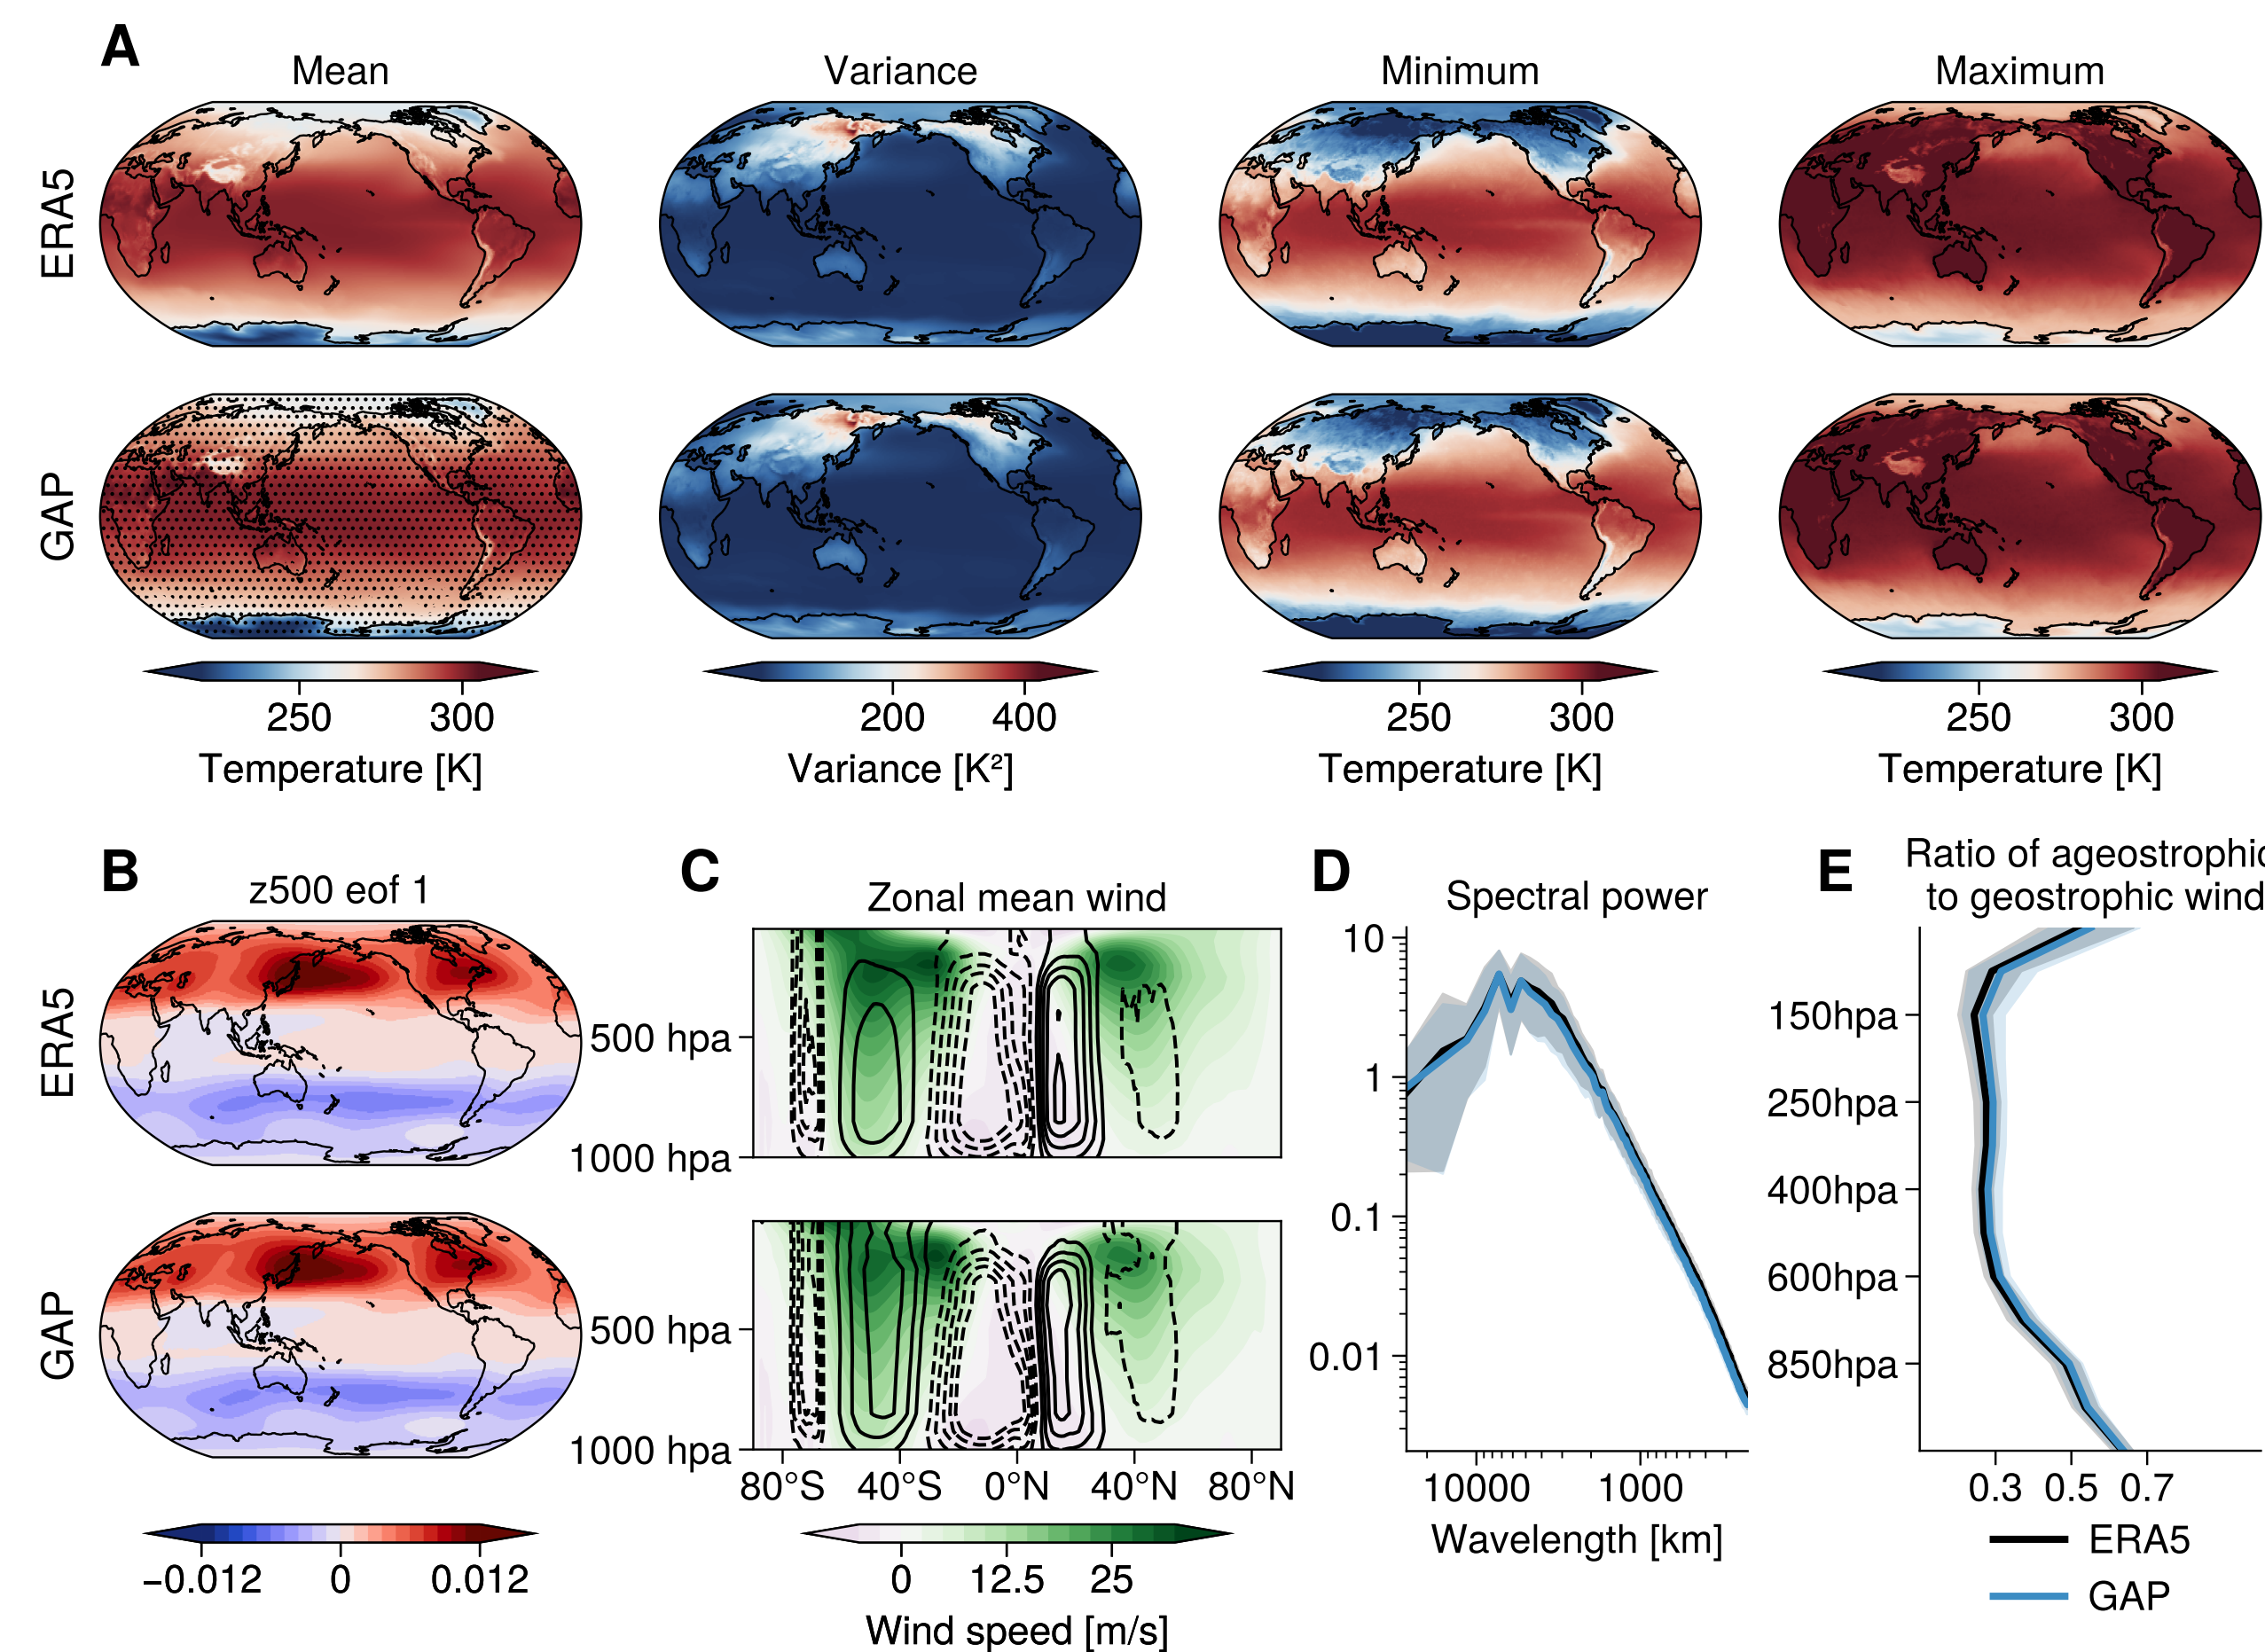 A
Mean
Variance
Minimum
Maximum
ERA5
GAP
250
300
200
400
250
300
250
300
Temperature [K]
Variance [K²]
Temperature [K]
Temperature [K]
B
z500 eof 1
ERA5
GAP
−0.012
0
0.012
C
Zonal mean wind
500 hpa
1000 hpa
500 hpa
1000 hpa
80°S
40°S
0°N
40°N
80°N
0
12.5
25
Wind speed [m/s]
D
Spectral power
10
1
0.1
0.01
10000
1000
Wavelength [km]
E
Ratio of ageostrophic
to geostrophic wind
150hpa
250hpa
400hpa
600hpa
850hpa
0.3
0.5
0.7
ERA5
GAP